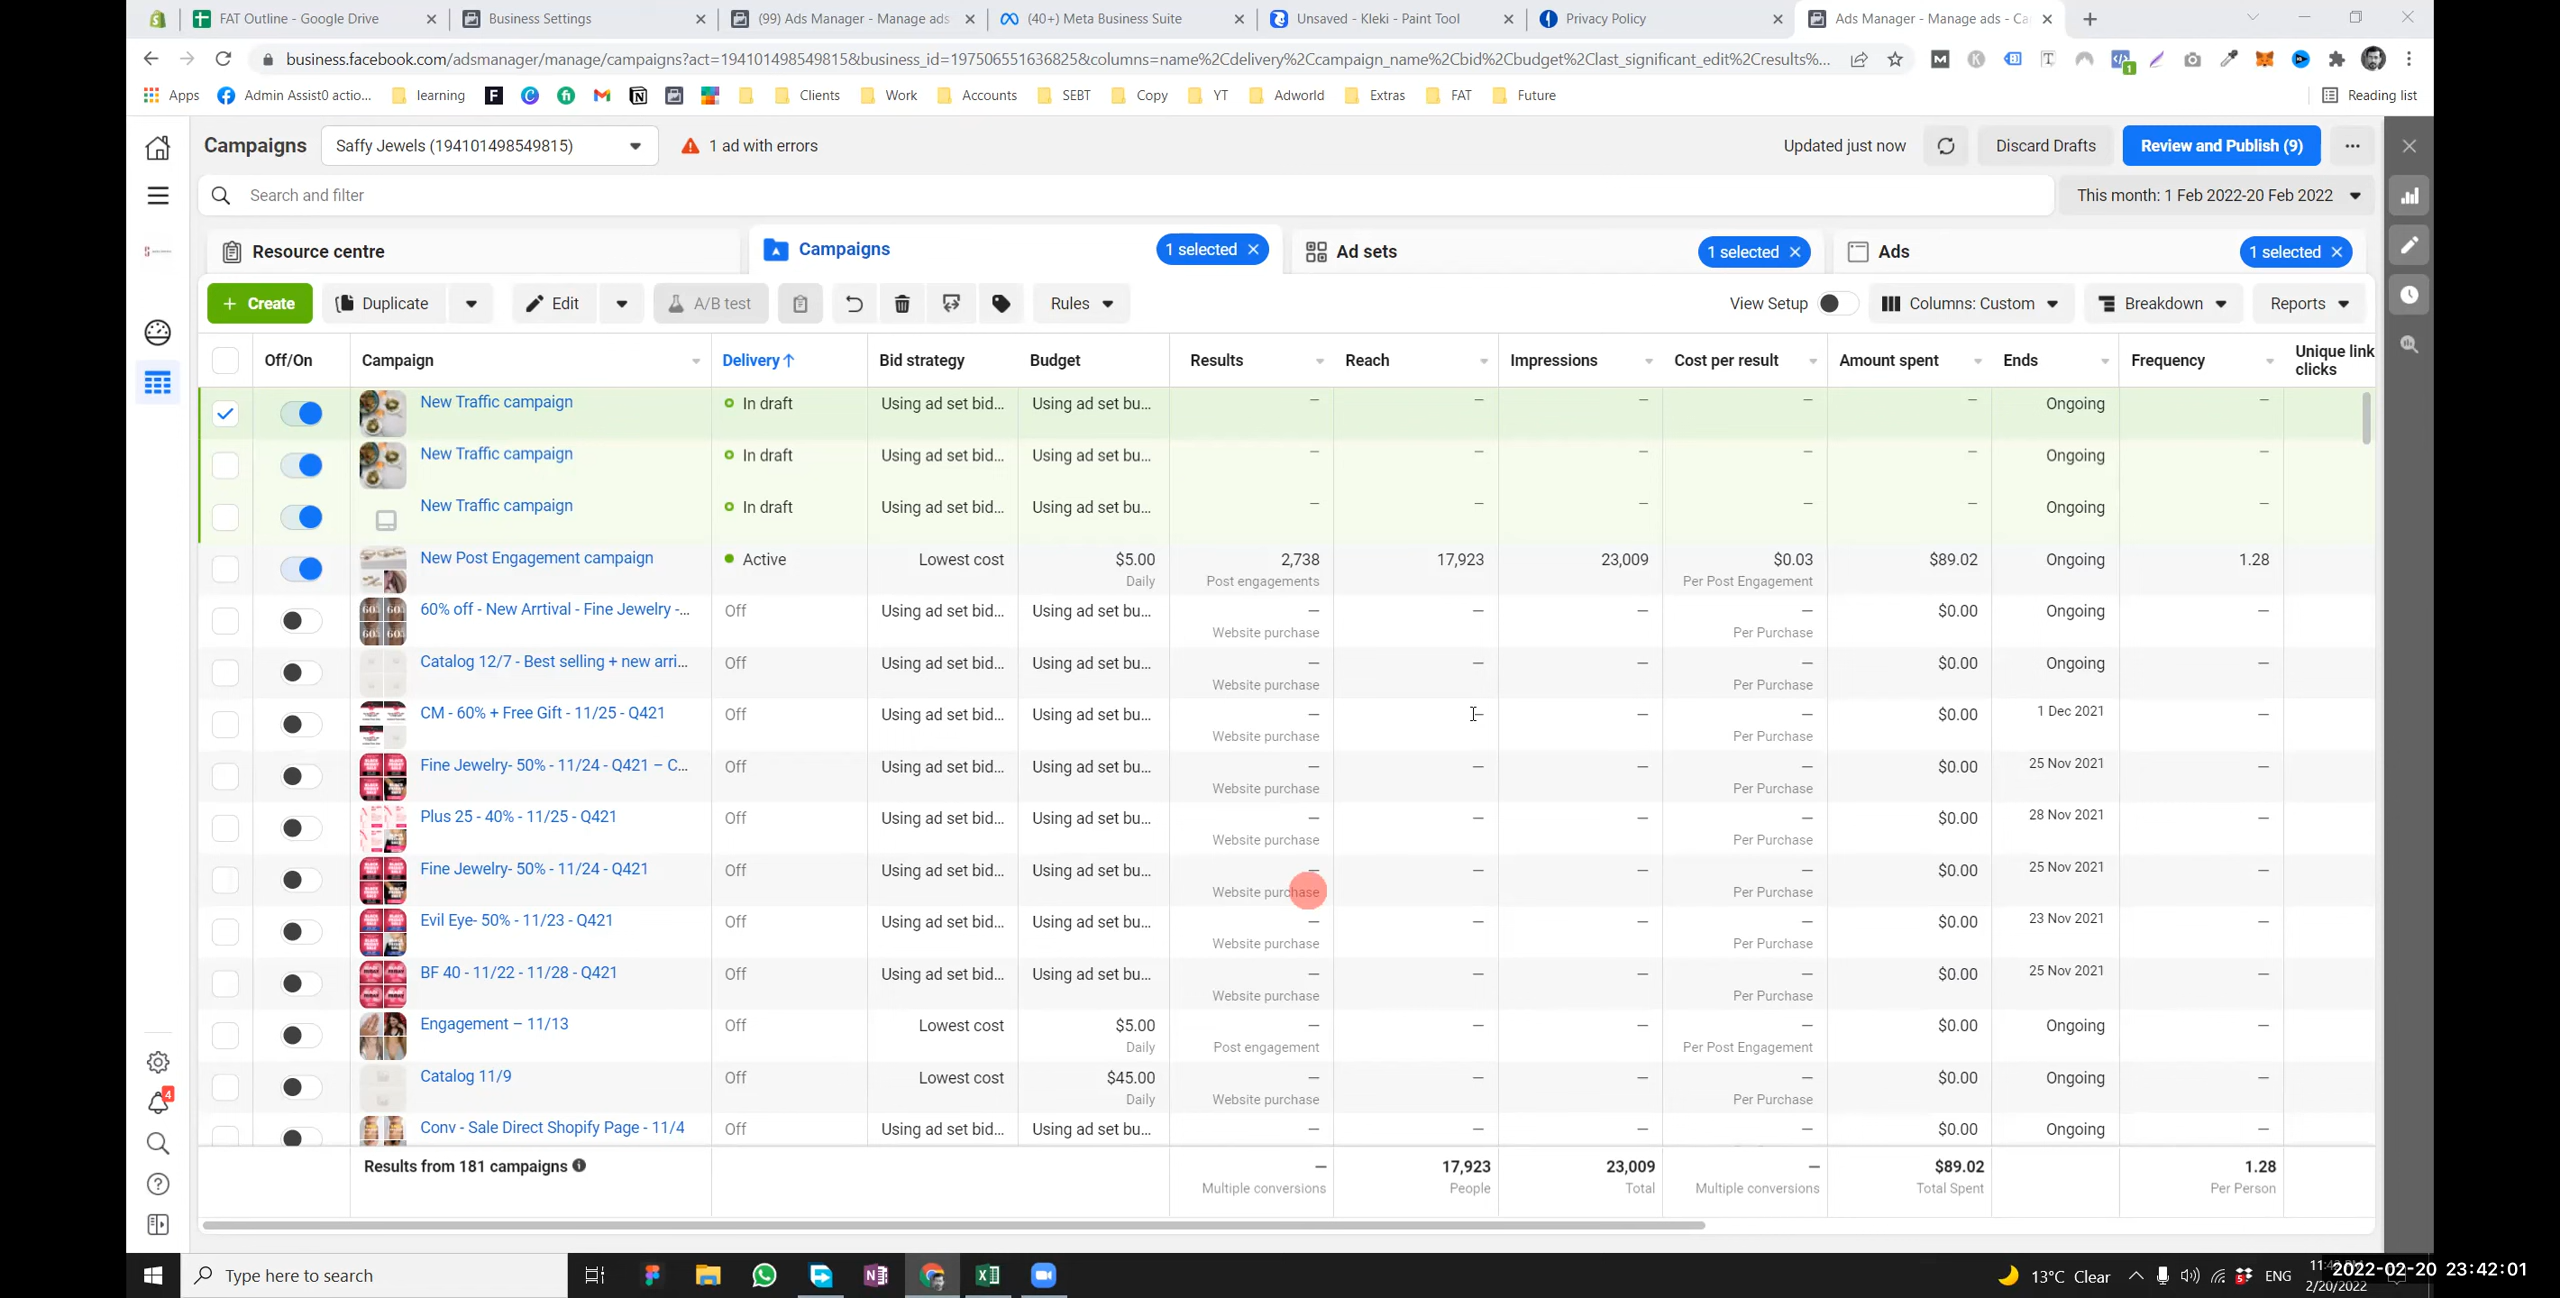 FAT Outline - Google Drive
Business Settings
(99) Ads Manager - Manage ads
(40+) Meta Business Suite
Unsaved - Kleki - Paint Tool
Privacy Policy
Ads Manager - Manage ads - Ca
business.facebook.com/adsmanager/manage/campaigns?act=194101498549815&business_id=197506551636825&columns=name%2Cdelivery%2Ccampaign_name%2Cbid%2Cbudget%2Clast_significant_edit%2Cresults%...
Apps
Admin Assist0 actio...
learning
Clients
Work
Accounts
SEBT
Copy
YT
Adworld
Extras
FAT
Future
Reading list
Campaigns
Saffy Jewels (194101498549815)
1 ad with errors
Updated just now
Discard Drafts
Review and Publish (9)
Search and filter
This month: 1 Feb 2022-20 Feb 2022
Resource centre
Campaigns
1 selected
Ad sets
1 selected
Ads
1 selected
+ Create
Duplicate
Edit
A/B test
Rules
View Setup
Columns: Custom
Breakdown
Reports
Off/On Campaign Delivery↑ Bid strategy Budget Results Reach Impressions Cost per result Amount spent Ends Frequency Unique link
clicks
New Traffic campaign In draft Using ad set bid... Using ad set bu... — — — — — Ongoing —
New Traffic campaign In draft Using ad set bid... Using ad set bu... — — — — — Ongoing —
New Traffic campaign In draft Using ad set bid... Using ad set bu... — — — — — Ongoing —
New Post Engagement campaign Active Lowest cost $5.00 2,738 17,923 23,009 $0.03 $89.02 Ongoing 1.28
Daily Post engagements Per Post Engagement
60% off - New Arrtival - Fine Jewelry -... Off Using ad set bid... Using ad set bu... — — — — $0.00 Ongoing —
Website purchase Per Purchase
Catalog 12/7 - Best selling + new arri... Off Using ad set bid... Using ad set bu... — — — — $0.00 Ongoing —
Website purchase Per Purchase
CM - 60% + Free Gift - 11/25 - Q421 Off Using ad set bid... Using ad set bu... — — — — $0.00 1 Dec 2021 —
Website purchase Per Purchase
Fine Jewelry- 50% - 11/24 - Q421 – C... Off Using ad set bid... Using ad set bu... — — — — $0.00 25 Nov 2021 —
Website purchase Per Purchase
Plus 25 - 40% - 11/25 - Q421 Off Using ad set bid... Using ad set bu... — — — — $0.00 28 Nov 2021 —
Website purchase Per Purchase
Fine Jewelry- 50% - 11/24 - Q421 Off Using ad set bid... Using ad set bu... — — — — $0.00 25 Nov 2021 —
Website purchase Per Purchase
Evil Eye- 50% - 11/23 - Q421 Off Using ad set bid... Using ad set bu... — — — — $0.00 23 Nov 2021 —
Website purchase Per Purchase
BF 40 - 11/22 - 11/28 - Q421 Off Using ad set bid... Using ad set bu... — — — — $0.00 25 Nov 2021 —
Website purchase Per Purchase
Engagement – 11/13 Off Lowest cost $5.00 — — — — $0.00 Ongoing —
Daily Post engagement Per Post Engagement
Catalog 11/9 Off Lowest cost $45.00 — — — — $0.00 Ongoing —
Daily Website purchase Per Purchase
Conv - Sale Direct Shopify Page - 11/4 Off Using ad set bid... Using ad set bu... — — — — $0.00 Ongoing —
Results from 181 campaigns — 17,923 23,009 — $89.02 1.28
Multiple conversions People Total Multiple conversions Total Spent Per Person
4
Type here to search
13°C Clear
ENG
2/20/2022
2022-02-20 23:42:01